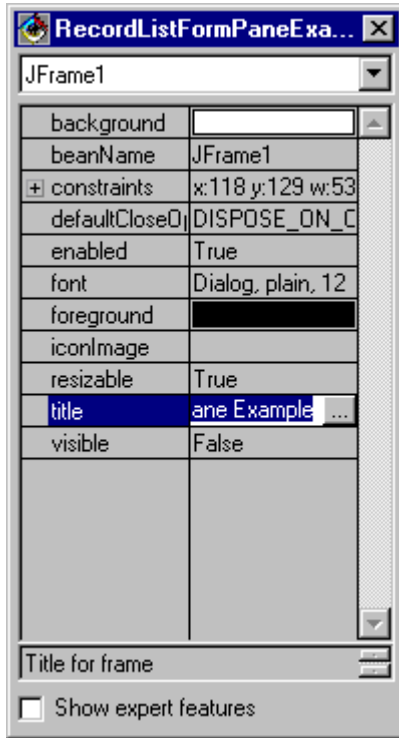 RecordListFormPaneExa...
JFrame1
background
beanName JFrame1
+ constraints x:118 y:129 w:53
defaultCloseO DISPOSE_ON_C
enabled True
font Dialog, plain, 12
foreground
iconImage
resizable True
title ane Example ...
visible False
Title for frame
Show expert features